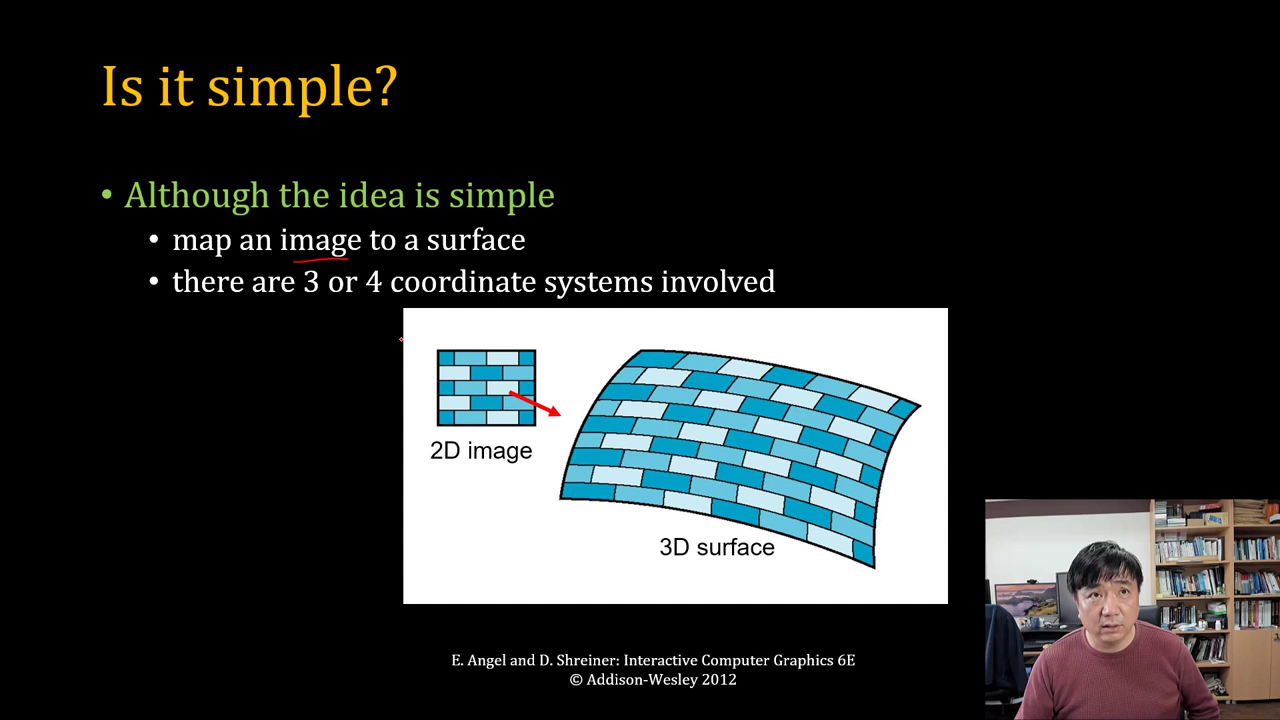 Is it simple?
• Although the idea is simple
• map an image to a surface
• there are 3 or 4 coordinate systems involved
2D image
3D surface
E. Angel and D. Shreiner: Interactive Computer Graphics 6E
© Addison-Wesley 2012